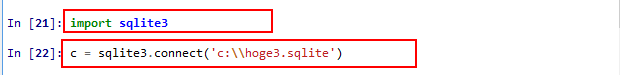 In [21]: import sqlite3
In [22]: c = sqlite3.connect('c:\\hoge3.sqlite')